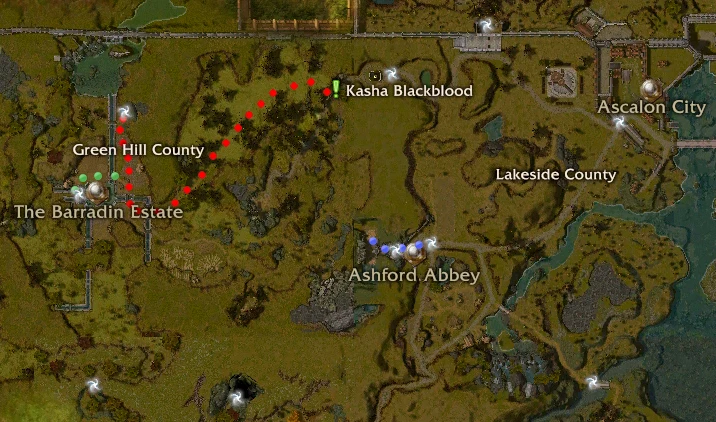 Kasha Blackblood
Ascalon City
Green Hill County
Lakeside County
The Barradin Estate
Ashford Abbey